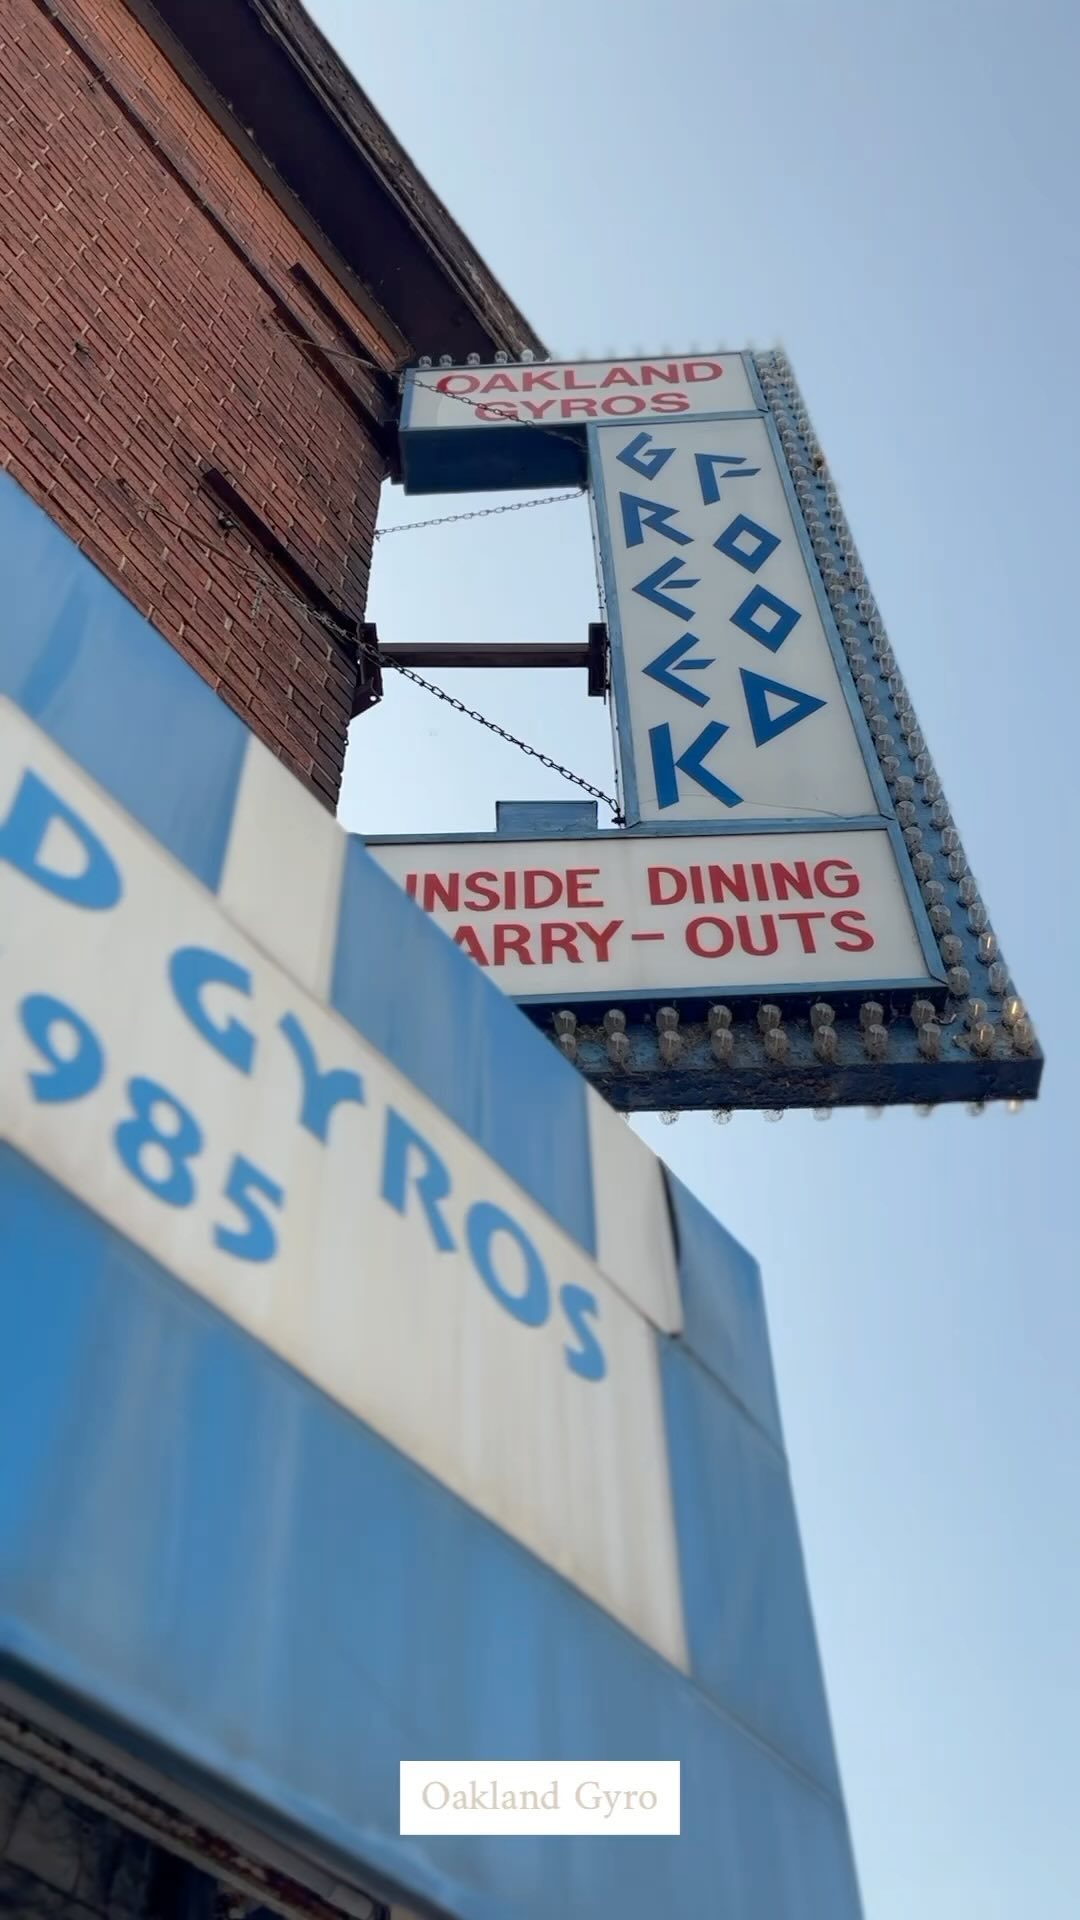 OAKLAND
GYROS
GREEK
FOOD
INSIDE DINING
ARRY-OUTS
D GYROS
985
Oakland Gyro